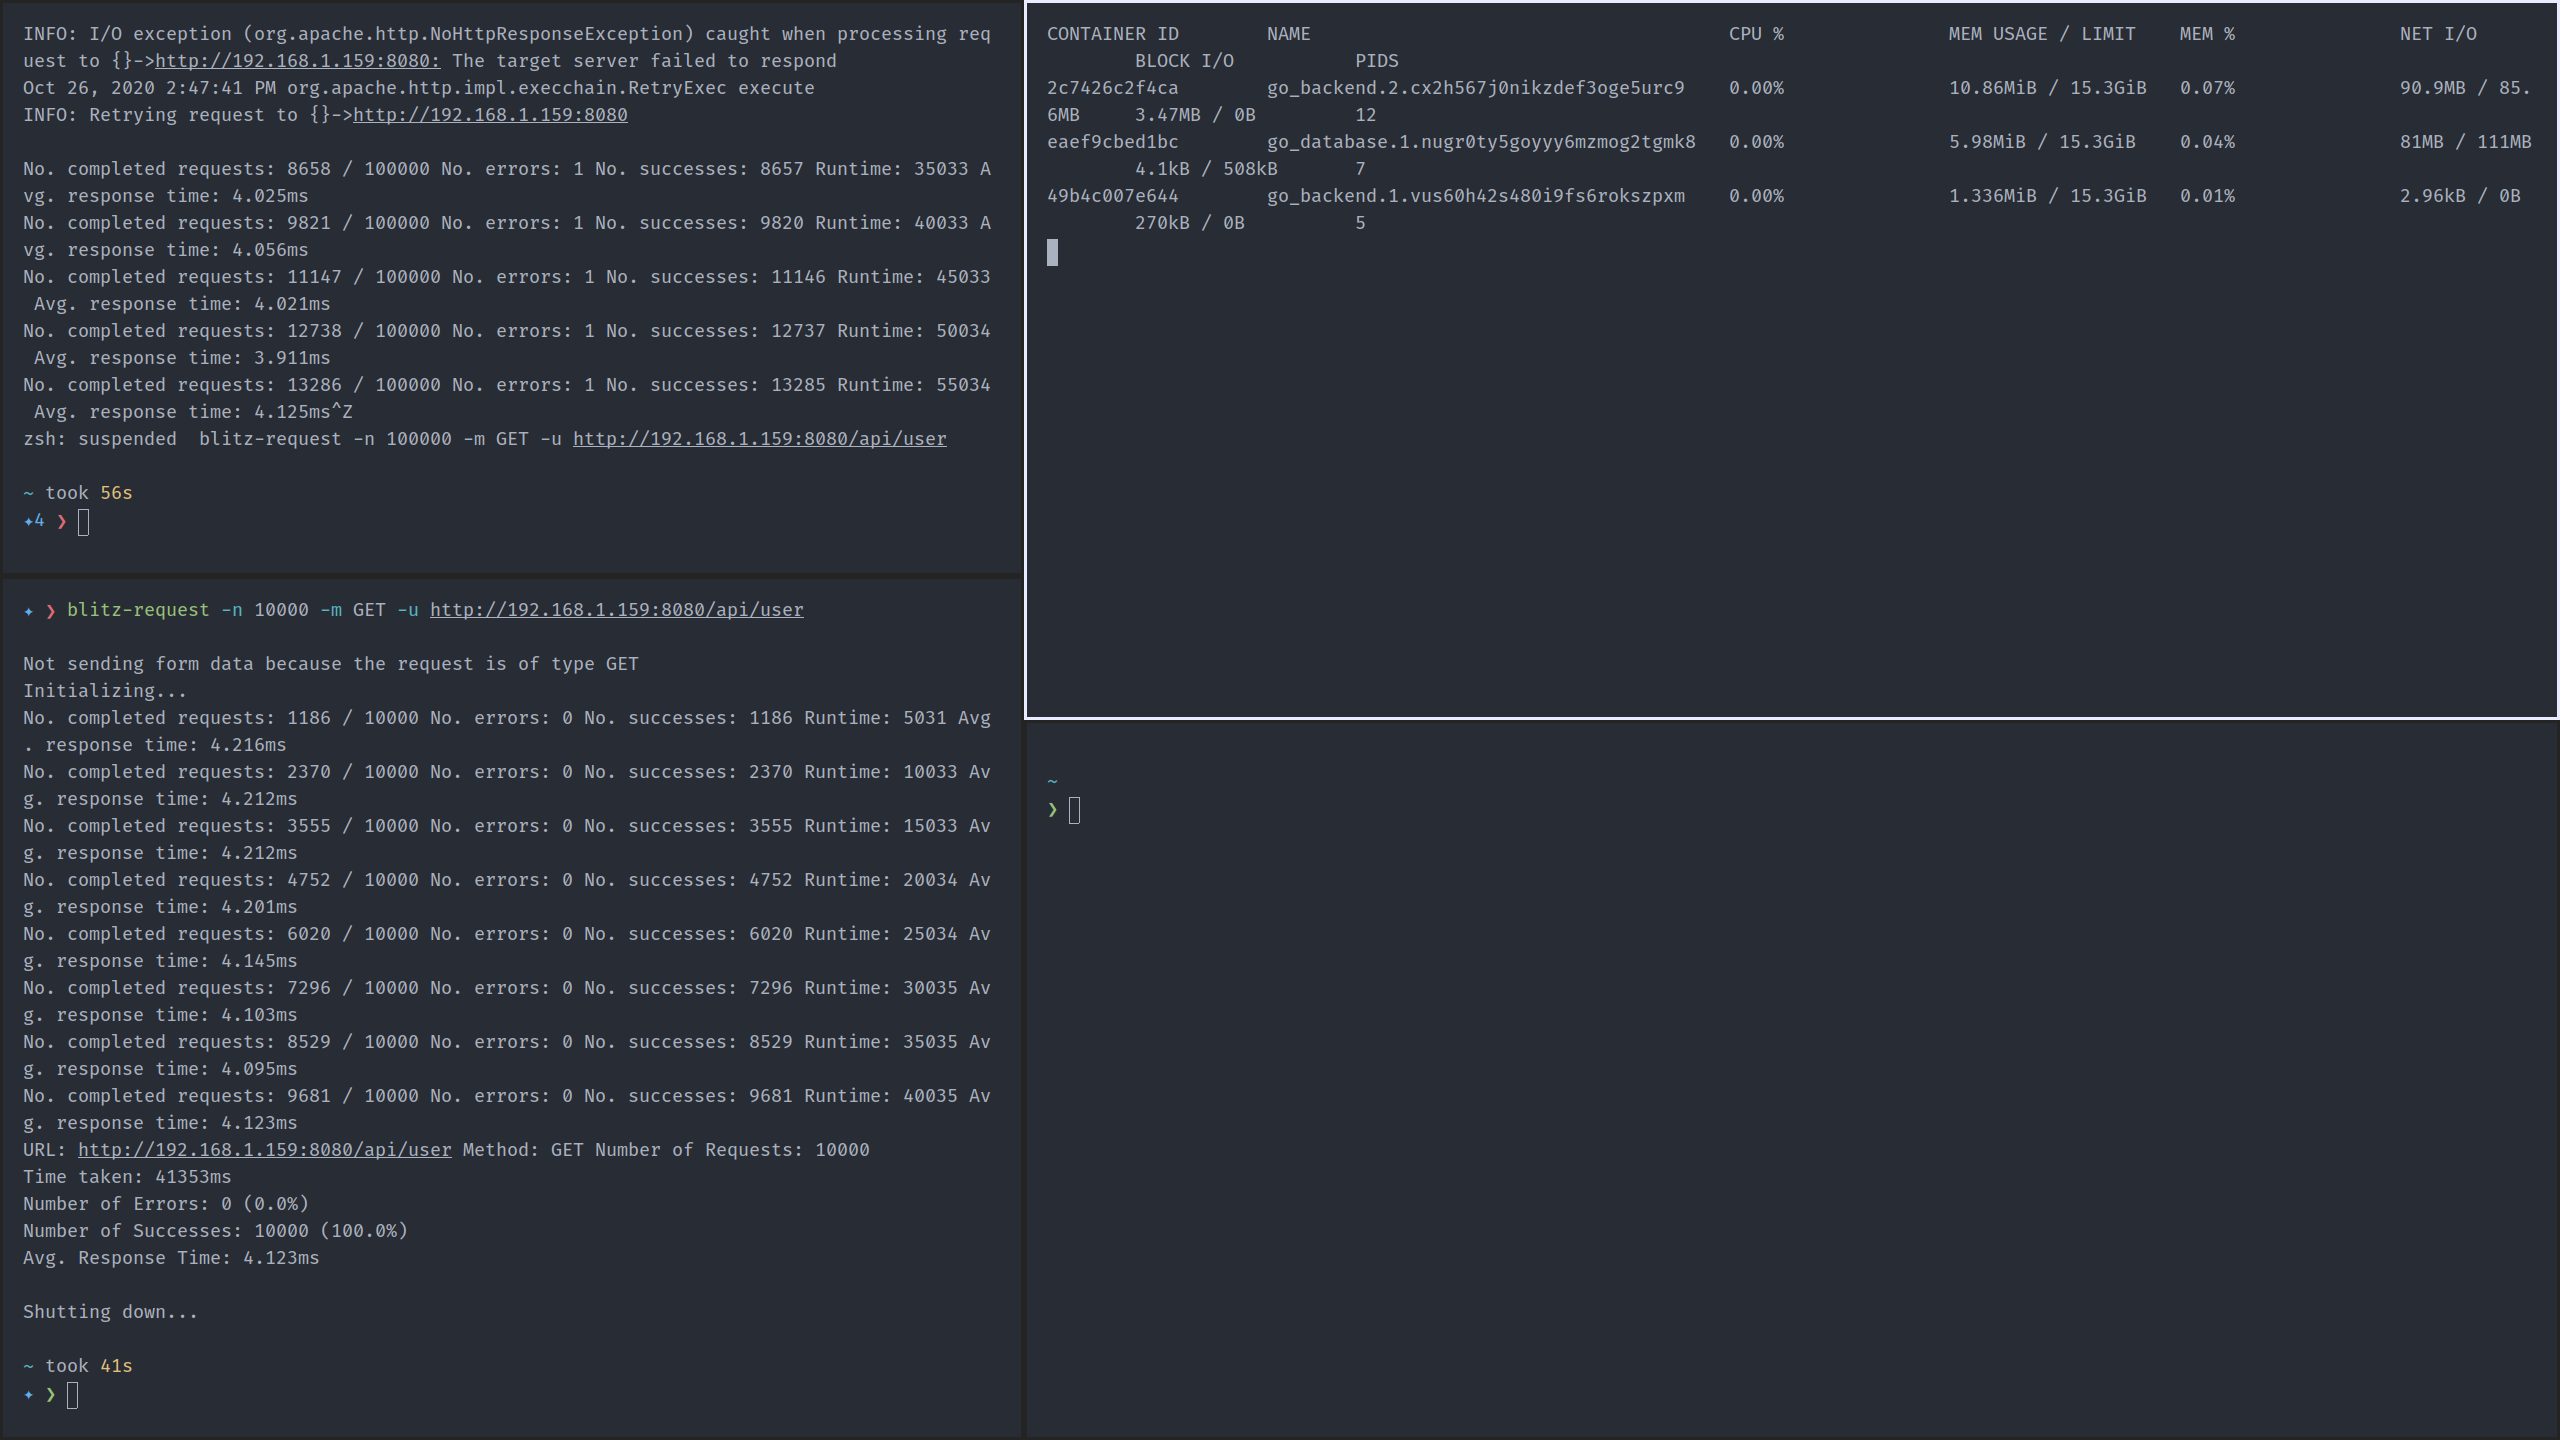 INFO: I/O exception (org.apache.http.NoHttpResponseException) caught when processing req
uest to {}->http://192.168.1.159:8080: The target server failed to respond
Oct 26, 2020 2:47:41 PM org.apache.http.impl.execchain.RetryExec execute
INFO: Retrying request to {}->http://192.168.1.159:8080
No. completed requests: 8658 / 100000 No. errors: 1 No. successes: 8657 Runtime: 35033 A
vg. response time: 4.025ms
No. completed requests: 9821 / 100000 No. errors: 1 No. successes: 9820 Runtime: 40033 A
vg. response time: 4.056ms
No. completed requests: 11147 / 100000 No. errors: 1 No. successes: 11146 Runtime: 45033
Avg. response time: 4.021ms
No. completed requests: 12738 / 100000 No. errors: 1 No. successes: 12737 Runtime: 50034
Avg. response time: 3.911ms
No. completed requests: 13286 / 100000 No. errors: 1 No. successes: 13285 Runtime: 55034
Avg. response time: 4.125ms^Z
zsh: suspended  blitz-request -n 100000 -m GET -u http://192.168.1.159:8080/api/user
~ took 56s
✦4 ❯
✦ ❯ blitz-request -n 10000 -m GET -u http://192.168.1.159:8080/api/user
Not sending form data because the request is of type GET
Initializing...
No. completed requests: 1186 / 10000 No. errors: 0 No. successes: 1186 Runtime: 5031 Avg
. response time: 4.216ms
No. completed requests: 2370 / 10000 No. errors: 0 No. successes: 2370 Runtime: 10033 Av
g. response time: 4.212ms
No. completed requests: 3555 / 10000 No. errors: 0 No. successes: 3555 Runtime: 15033 Av
g. response time: 4.212ms
No. completed requests: 4752 / 10000 No. errors: 0 No. successes: 4752 Runtime: 20034 Av
g. response time: 4.201ms
No. completed requests: 6020 / 10000 No. errors: 0 No. successes: 6020 Runtime: 25034 Av
g. response time: 4.145ms
No. completed requests: 7296 / 10000 No. errors: 0 No. successes: 7296 Runtime: 30035 Av
g. response time: 4.103ms
No. completed requests: 8529 / 10000 No. errors: 0 No. successes: 8529 Runtime: 35035 Av
g. response time: 4.095ms
No. completed requests: 9681 / 10000 No. errors: 0 No. successes: 9681 Runtime: 40035 Av
g. response time: 4.123ms
URL: http://192.168.1.159:8080/api/user Method: GET Number of Requests: 10000
Time taken: 41353ms
Number of Errors: 0 (0.0%)
Number of Successes: 10000 (100.0%)
Avg. Response Time: 4.123ms
Shutting down...
~ took 41s
✦ ❯
CONTAINER ID        NAME                                      CPU %               MEM USAGE / LIMIT    MEM %               NET I/O
BLOCK I/O           PIDS
2c7426c2f4ca        go_backend.2.cx2h567j0nikzdef3oge5urc9    0.00%               10.86MiB / 15.3GiB   0.07%               90.9MB / 85.
6MB     3.47MB / 0B         12
eaef9cbed1bc        go_database.1.nugr0ty5goyyy6mzmog2tgmk8   0.00%               5.98MiB / 15.3GiB    0.04%               81MB / 111MB
4.1kB / 508kB       7
49b4c007e644        go_backend.1.vus60h42s480i9fs6rokszpxm    0.00%               1.336MiB / 15.3GiB   0.01%               2.96kB / 0B
270kB / 0B          5
~
❯